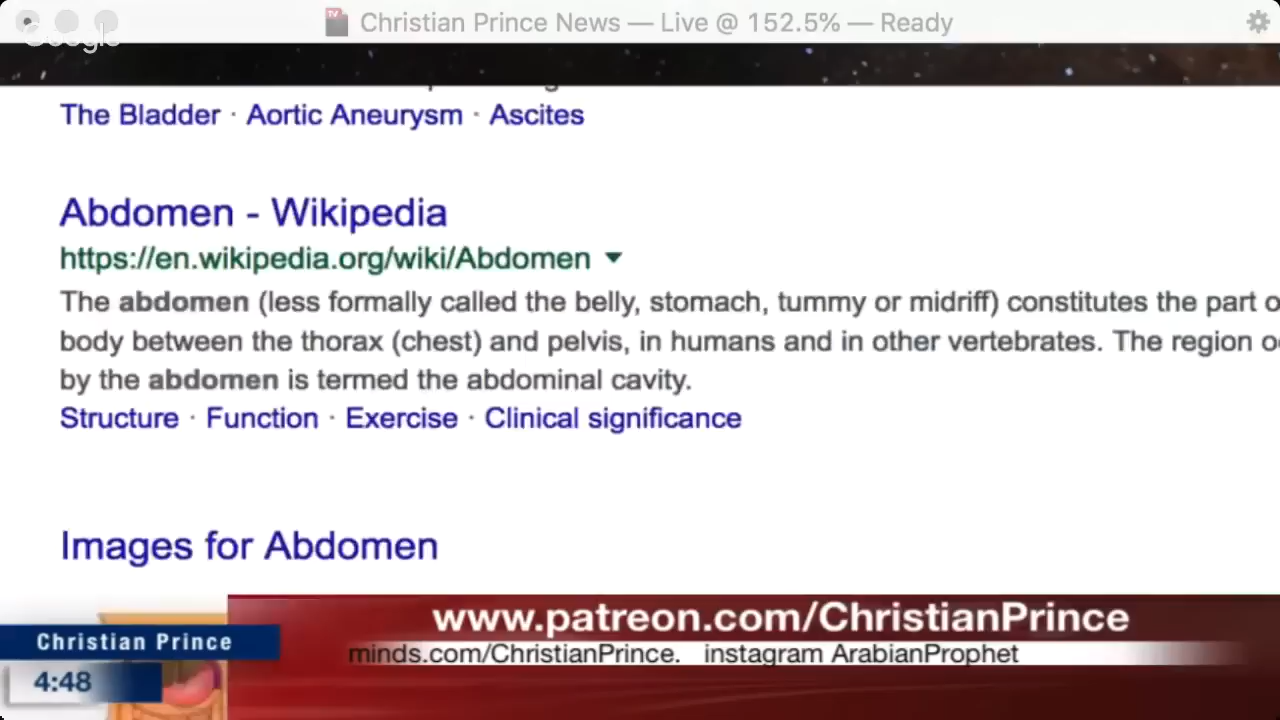 Christian Prince News — Live @ 152.5% — Ready
Google
The Bladder · Aortic Aneurysm · Ascites
Abdomen - Wikipedia
https://en.wikipedia.org/wiki/Abdomen
The abdomen (less formally called the belly, stomach, tummy or midriff) constitutes the part
body between the thorax (chest) and pelvis, in humans and in other vertebrates. The region
by the abdomen is termed the abdominal cavity.
Structure · Function · Exercise · Clinical significance
Images for Abdomen
www.patreon.com/ChristianPrince
Christian Prince
minds.com/ChristianPrince. instagram ArabianProphet
4:48